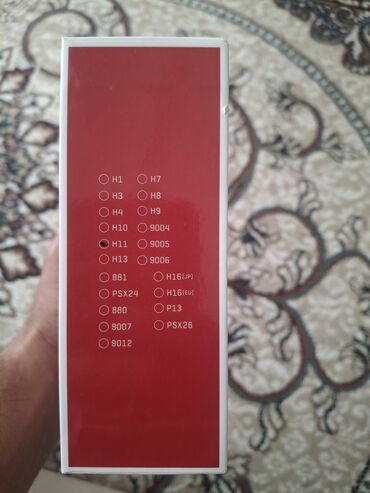 H1 H7
H3 H8
H4 H9
H10 9004
H11 9005
H13 9006
881 H16[JP]
PSX24 H16[EU]
880 P13
9007 PSX26
9012